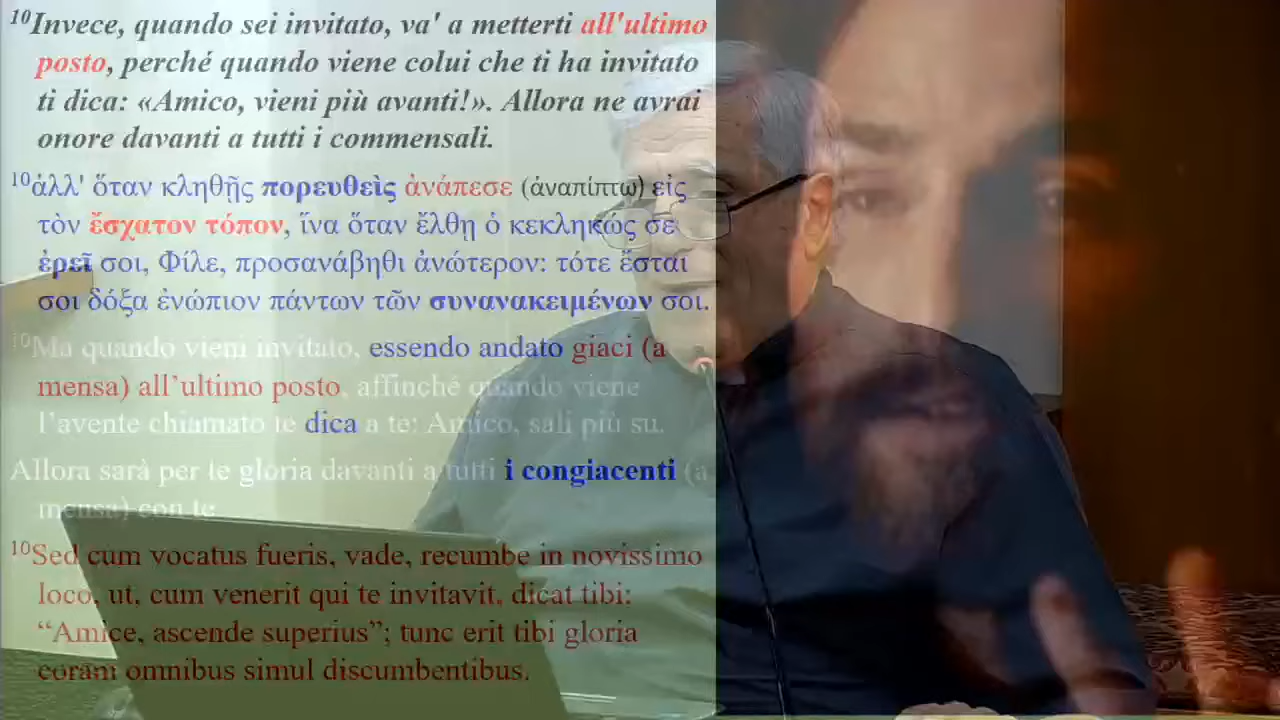 10Invece, quando sei invitato, va' a metterti all'ultimo
posto, perché quando viene colui che ti ha invitato
ti dica: «Amico, vieni più avanti!». Allora ne avrai
onore davanti a tutti i commensali.
10ἀλλ' ὅταν κληθῇς πορευθεὶς ἀνάπεσε (ἀναπίπτω) εἰς
τὸν ἔσχατον τόπον, ἵνα ὅταν ἔλθῃ ὁ κεκληκώς σε
ἐρεῖ σοι, Φίλε, προσανάβηθι ἀνώτερον: τότε ἔσται
σοι δόξα ἐνώπιον πάντων τῶν συνανακειμένων σοι.
10Ma quando vieni invitato, essendo andato giaci (a
mensa) all’ultimo posto, affinché quando viene
l’avente chiamato te dica a te: Amico, sali più su.
Allora sarà per te gloria davanti a tutti i congiacenti (a
mensa) con te
10Sed cum vocatus fueris, vade, recumbe in novissimo
loco, ut, cum venerit qui te invitavit, dicat tibi:
“Amice, ascende superius”; tunc erit tibi gloria
coram omnibus simul discumbentibus.